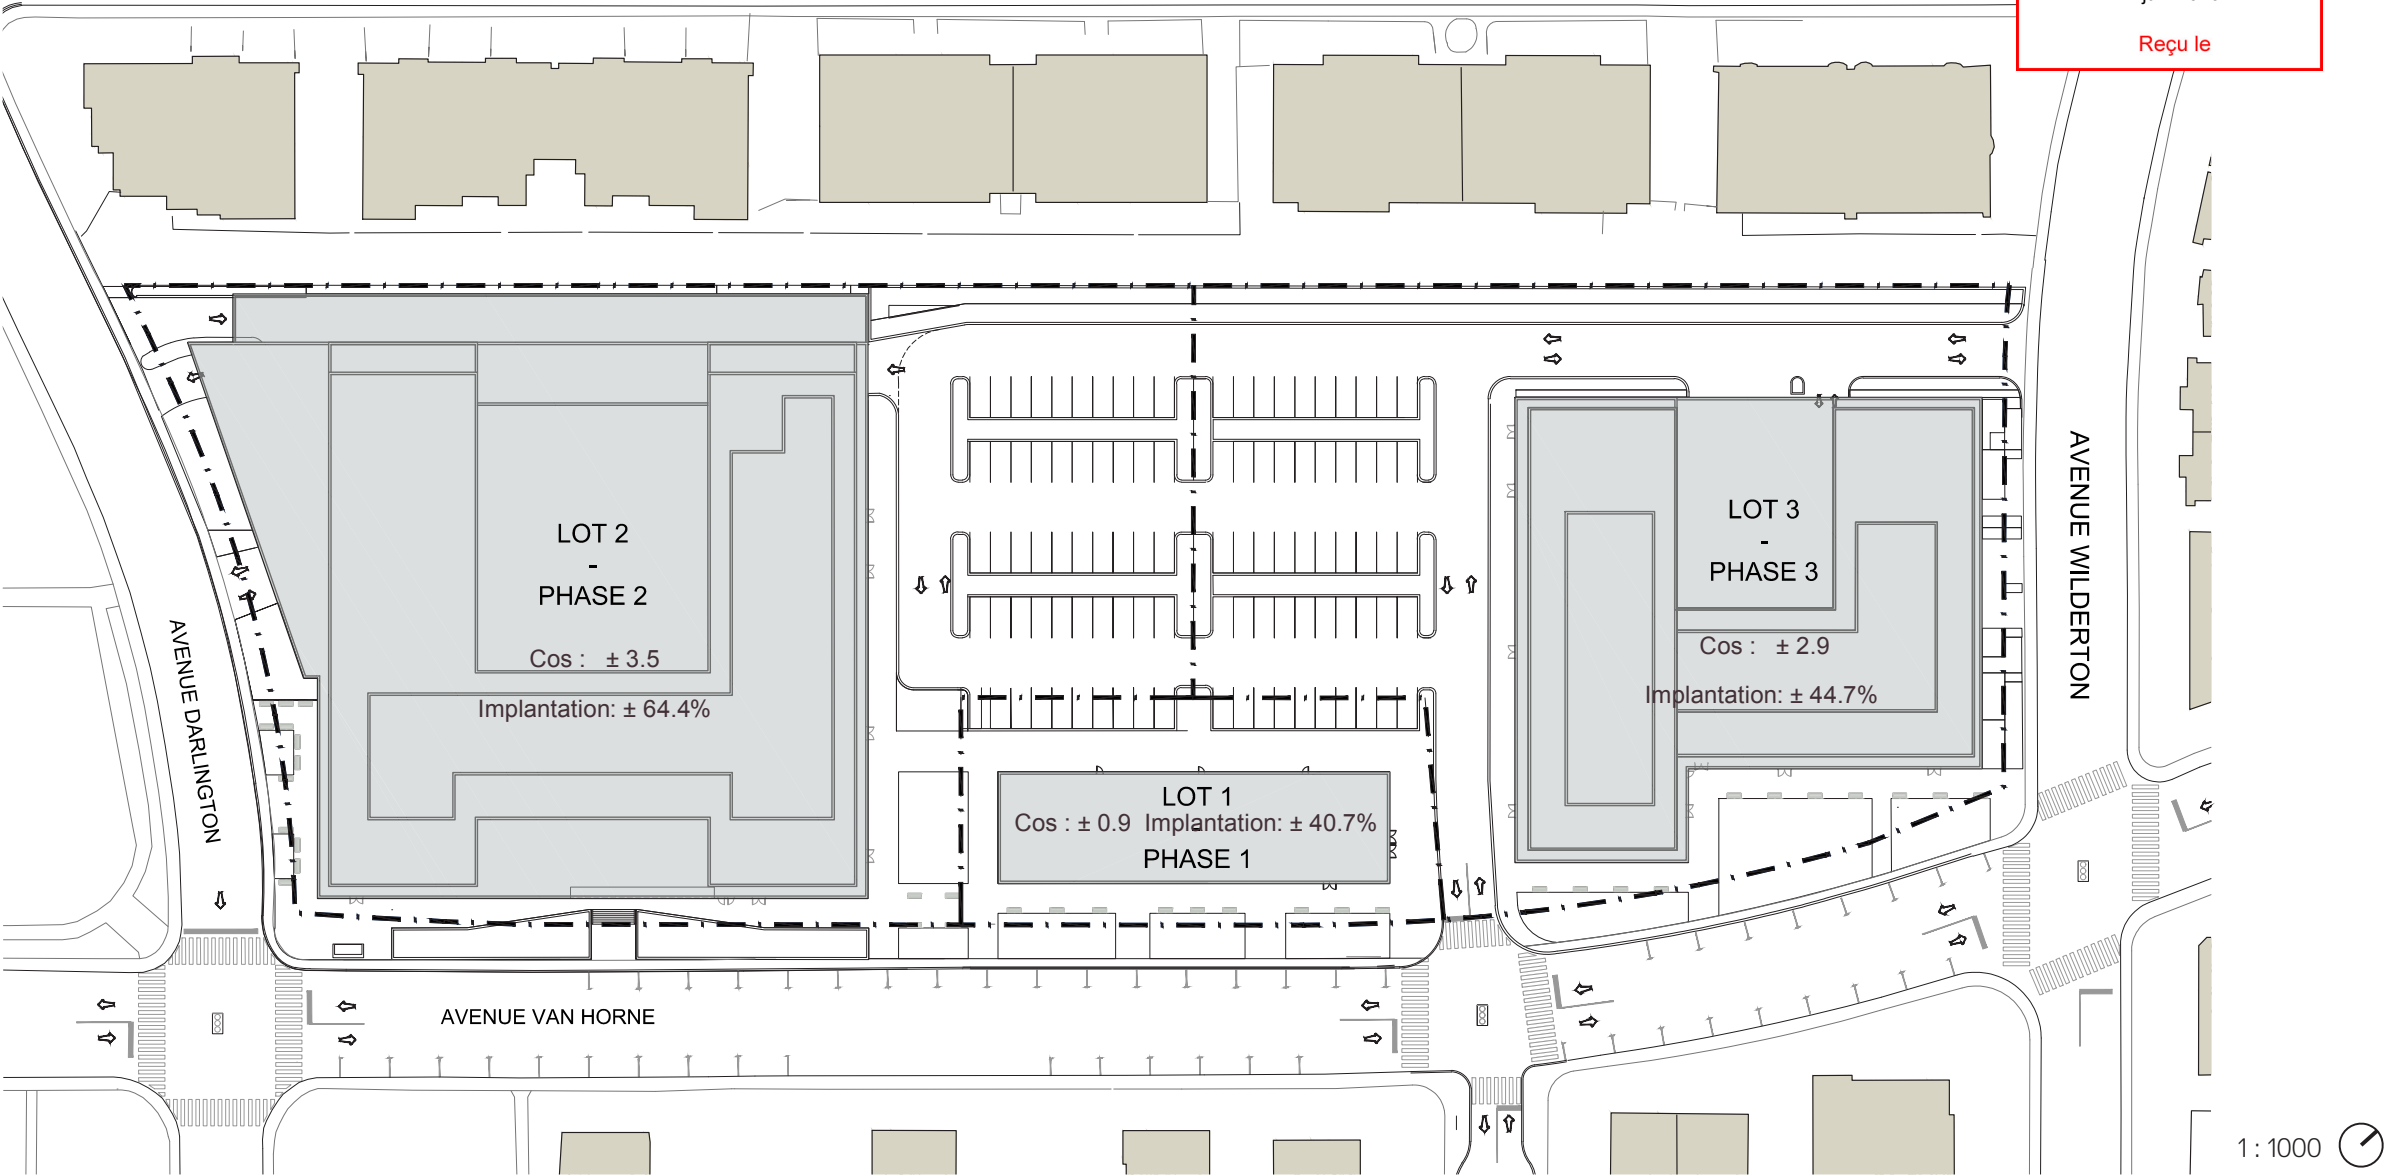 Reçu le
LOT 2
-
PHASE 2
Cos : ± 3.5
Implantation: ± 64.4%
LOT 3
-
PHASE 3
Cos : ± 2.9
Implantation: ± 44.7%
LOT 1
-
Cos : ± 0.9 Implantation: ± 40.7%
PHASE 1
AVENUE DARLINGTON
AVENUE WILDERTON
AVENUE VAN HORNE
1 : 1000